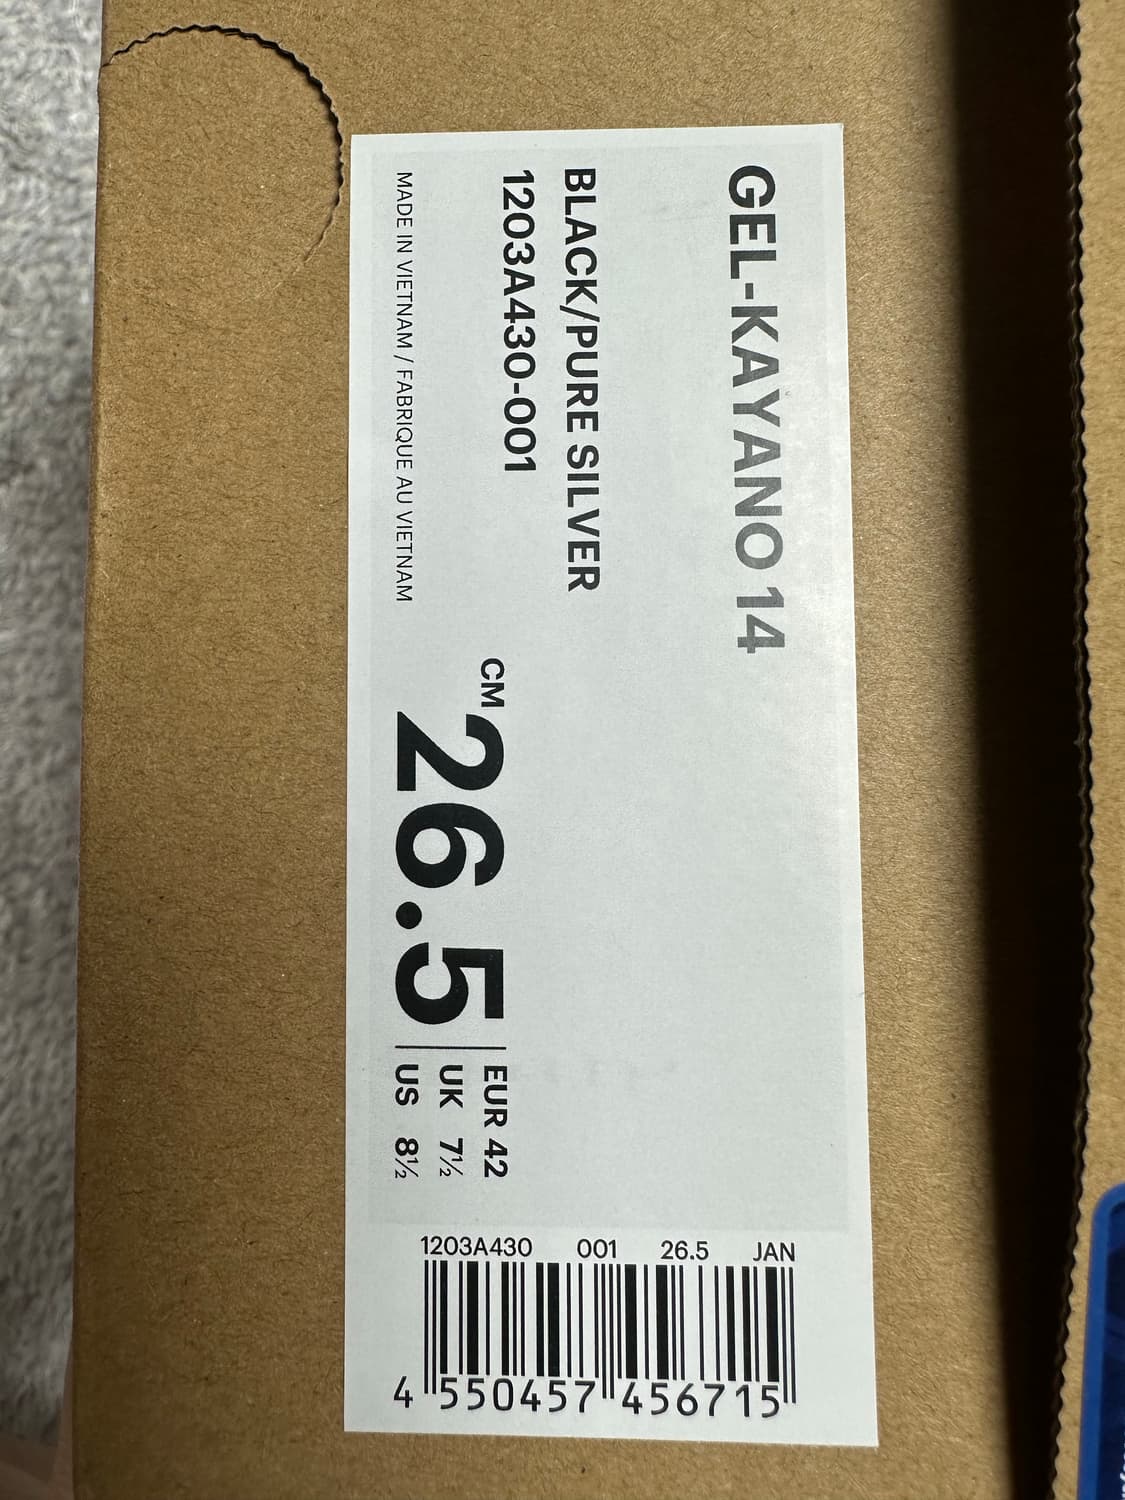 GEL-KAYANO 14
BLACK/PURE SILVER
1203A430-001
MADE IN VIETNAM / FABRIQUE AU VIETNAM
CM 26.5
EUR 42
UK 7½
US 8½
1203A430 001 26.5 JAN
4 550457 456715